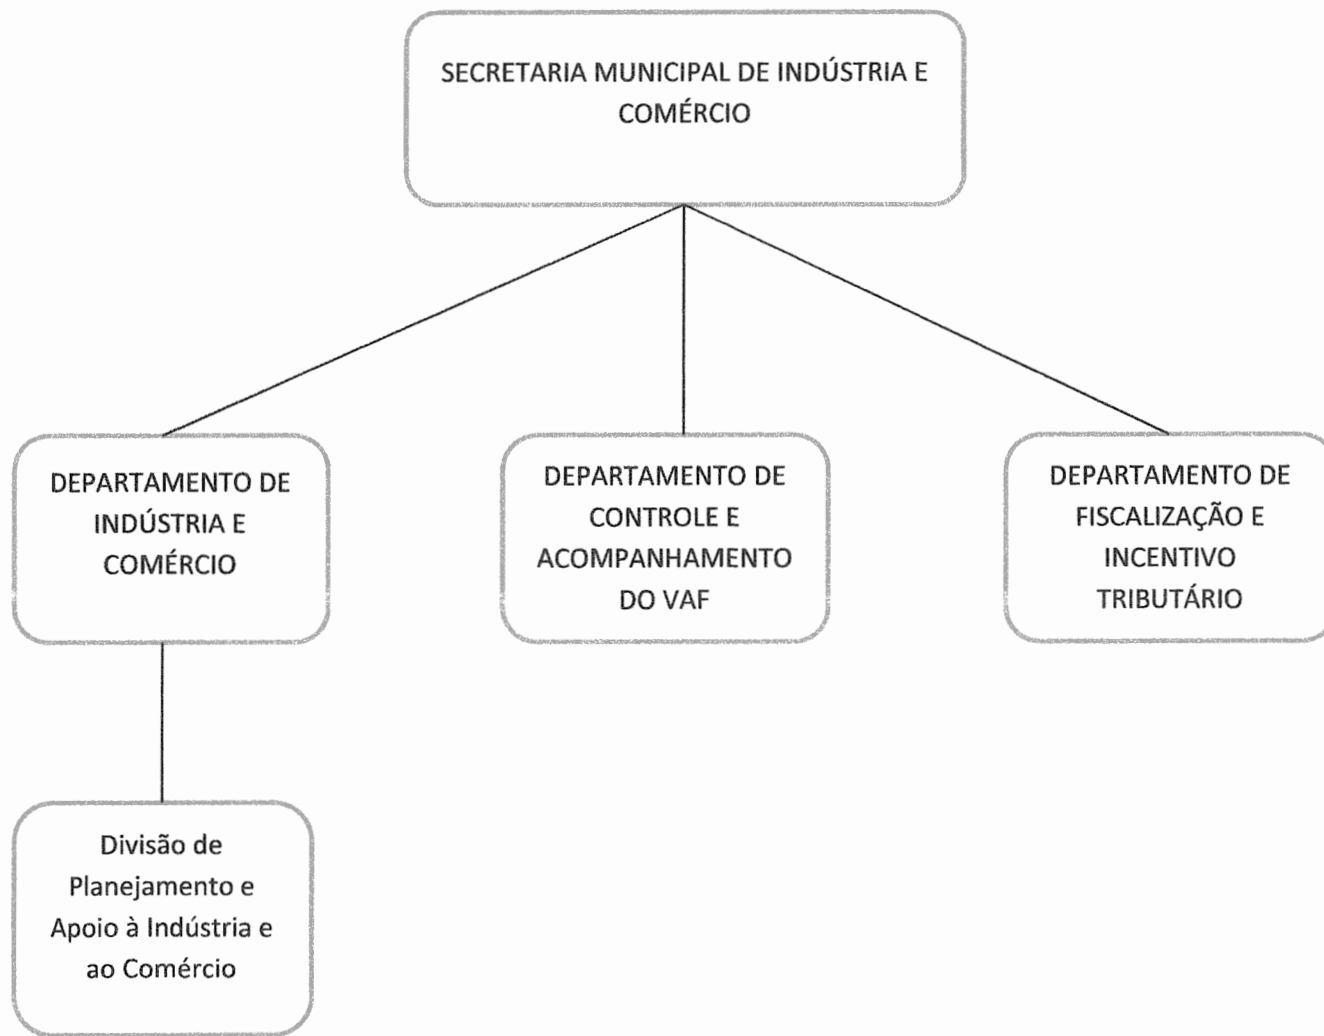 SECRETARIA MUNICIPAL DE INDÚSTRIA E
COMÉRCIO
DEPARTAMENTO DE
INDÚSTRIA E
COMÉRCIO
DEPARTAMENTO DE
CONTROLE E
ACOMPANHAMENTO
DO VAF
DEPARTAMENTO DE
FISCALIZAÇÃO E
INCENTIVO
TRIBUTÁRIO
Divisão de
Planejamento e
Apoio à Indústria e
ao Comércio